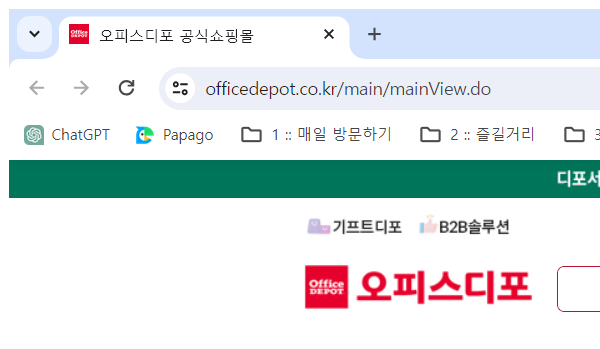 오피스디포 공식쇼핑몰
officedepot.co.kr/main/mainView.do
ChatGPT Papago 1 :: 매일 방문하기 2 :: 즐길거리 3
디포서
기프트디포 B2B솔루션
Office DEPOT 오피스디포